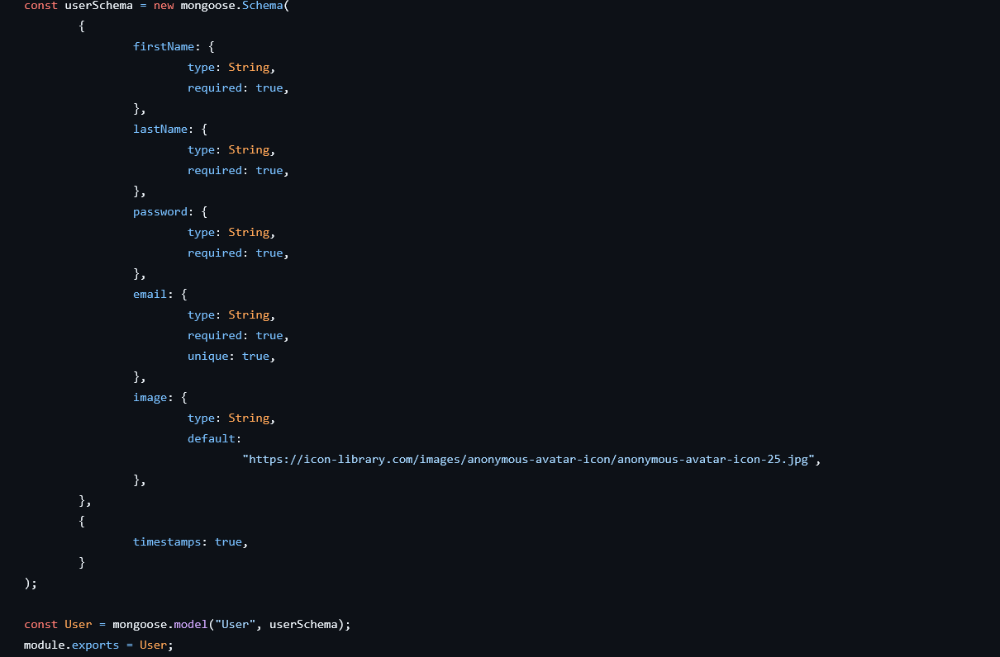 const userSchema = new mongoose.Schema(
{
firstName: {
type: String,
required: true,
},
lastName: {
type: String,
required: true,
},
password: {
type: String,
required: true,
},
email: {
type: String,
required: true,
unique: true,
},
image: {
type: String,
default:
"https://icon-library.com/images/anonymous-avatar-icon/anonymous-avatar-icon-25.jpg",
},
},
{
timestamps: true,
}
);
const User = mongoose.model("User", userSchema);
module.exports = User;